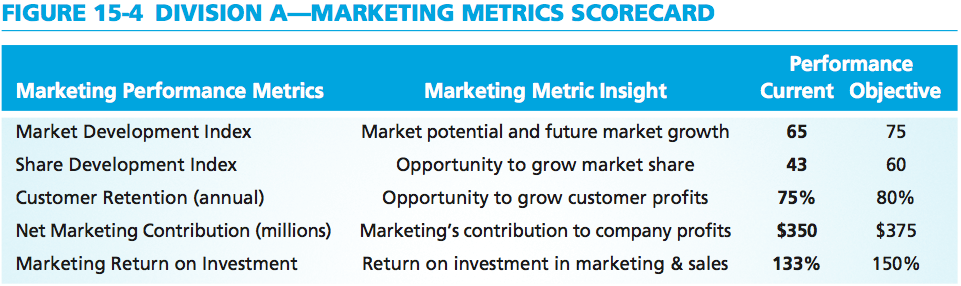 FIGURE 15-4 DIVISION A—MARKETING METRICS SCORECARD
Performance
Marketing Performance Metrics Marketing Metric Insight Current Objective
Market Development Index Market potential and future market growth 65 75
Share Development Index Opportunity to grow market share 43 60
Customer Retention (annual) Opportunity to grow customer profits 75% 80%
Net Marketing Contribution (millions) Marketing’s contribution to company profits $350 $375
Marketing Return on Investment Return on investment in marketing & sales 133% 150%